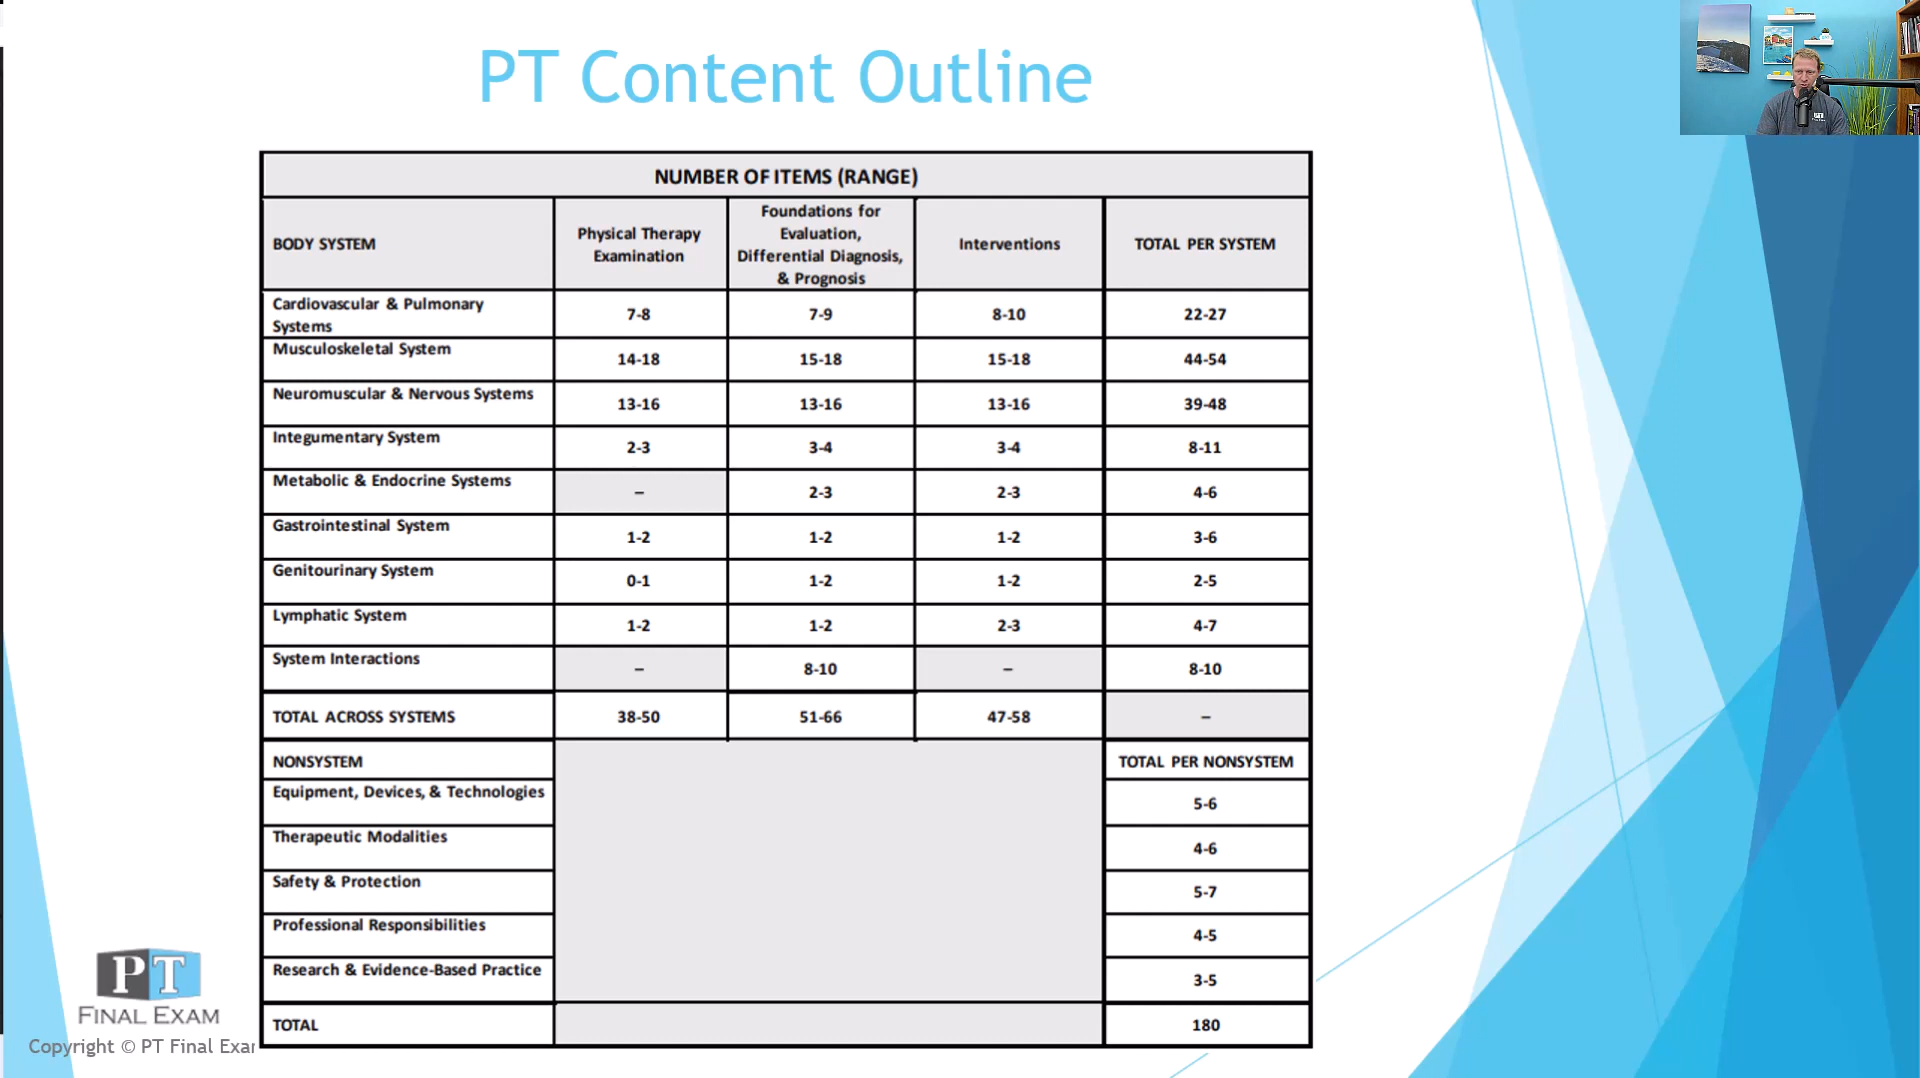 PT Content Outline
NUMBER OF ITEMS (RANGE)
BODY SYSTEM
Physical Therapy
Examination
Foundations for
Evaluation,
Differential Diagnosis,
& Prognosis
Interventions
TOTAL PER SYSTEM
Cardiovascular & Pulmonary
Systems
7-8
7-9
8-10
22-27
Musculoskeletal System
14-18
15-18
15-18
44-54
Neuromuscular & Nervous Systems
13-16
13-16
13-16
39-48
Integumentary System
2-3
3-4
3-4
8-11
Metabolic & Endocrine Systems
–
2-3
2-3
4-6
Gastrointestinal System
1-2
1-2
1-2
3-6
Genitourinary System
0-1
1-2
1-2
2-5
Lymphatic System
1-2
1-2
2-3
4-7
System Interactions
–
8-10
–
8-10
TOTAL ACROSS SYSTEMS
38-50
51-66
47-58
–
NONSYSTEM
TOTAL PER NONSYSTEM
Equipment, Devices, & Technologies
5-6
Therapeutic Modalities
4-6
Safety & Protection
5-7
Professional Responsibilities
4-5
Research & Evidence-Based Practice
3-5
TOTAL
180
PT
FINAL EXAM
Copyright © PT Final Exar